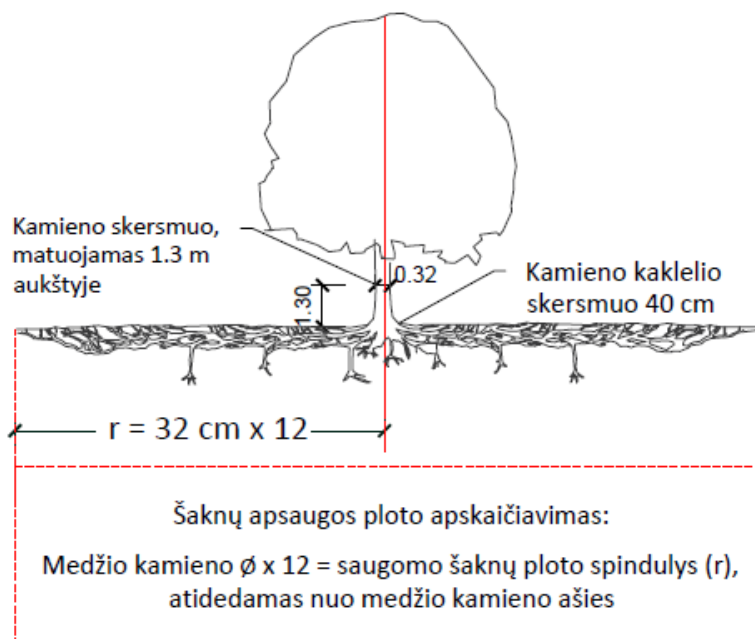 Kamieno skersmuo,
matuojamas 1.3 m
aukštyje
0.32
1.30
Kamieno kaklelio
skersmuo 40 cm
r = 32 cm x 12
Šaknų apsaugos ploto apskaičiavimas:
Medžio kamieno Ø x 12 = saugomo šaknų ploto spindulys (r),
atidedamas nuo medžio kamieno ašies